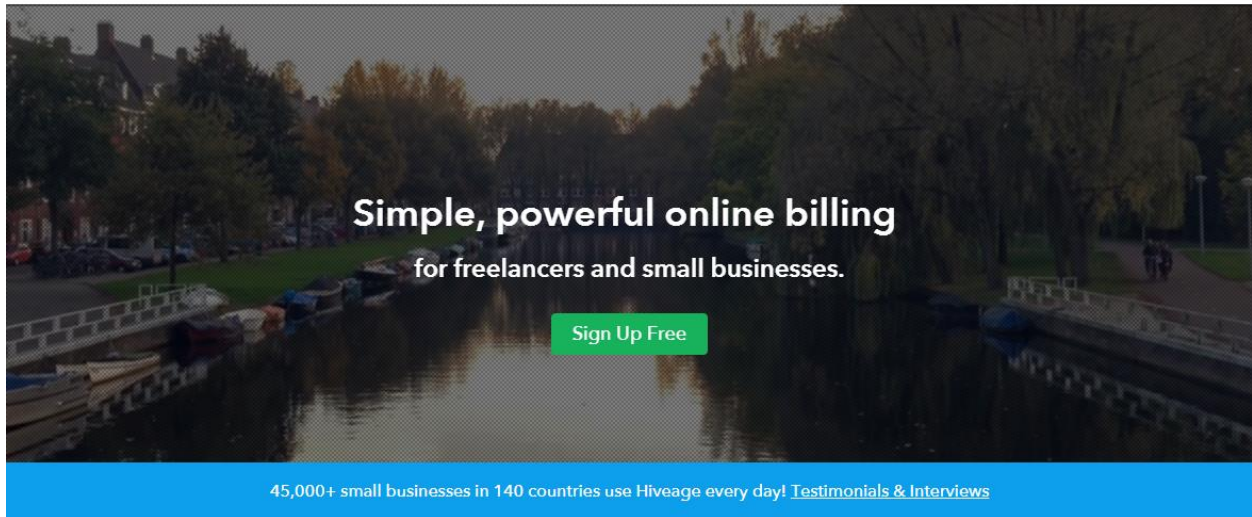 Simple, powerful online billing
for freelancers and small businesses.
Sign Up Free
45,000+ small businesses in 140 countries use Hiveage every day! Testimonials & Interviews